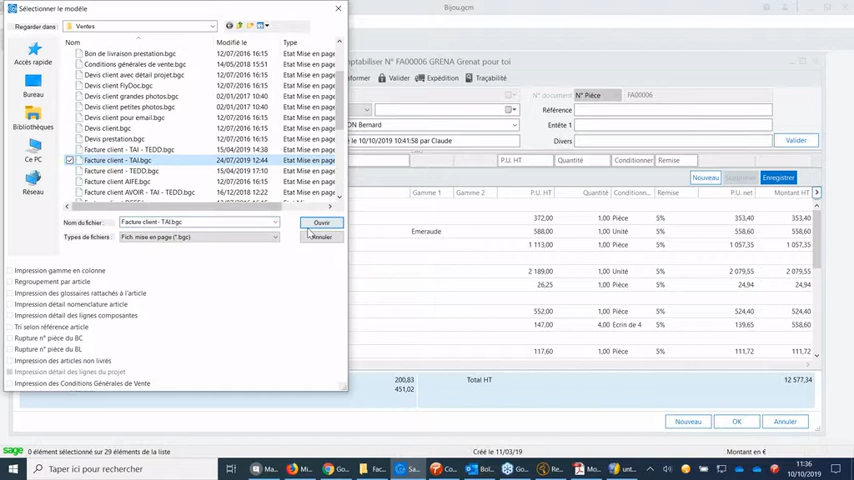 Sélectionner le modèle
Bijou.gcm
Regarder dans :
Ventes
Nom
Modifié le
Type
Bon de livraison prestation.bgc 12/07/2016 16:15 Etat Mise en page
Conditions générales de vente.bgc 14/05/2018 15:51 Etat Mise en page
Devis client avec détail projet.bgc 12/07/2016 16:15 Etat Mise en page
Devis client FlyDoc.bgc 12/07/2016 16:15 Etat Mise en page
Devis client grandes photos.bgc 02/01/2017 10:40 Etat Mise en page
Devis client petites photos.bgc 02/01/2017 10:40 Etat Mise en page
Devis client pour email.bgc 12/07/2016 16:15 Etat Mise en page
Devis client.bgc 12/07/2016 16:15 Etat Mise en page
Devis prestation.bgc 12/07/2016 16:15 Etat Mise en page
Facture client - TAI - TEDD.bgc 15/04/2019 14:38 Etat Mise en page
Facture client - TAI.bgc 24/07/2019 12:44 Etat Mise en page
Facture client - TEDD.bgc 15/04/2019 17:10 Etat Mise en page
Facture client AIFE.bgc 12/07/2016 16:15 Etat Mise en page
Facture client AVOIR - TAI - TEDD.bgc 16/12/2018 12:22 Etat Mise en page
Accès rapide
Bureau
Bibliothèques
Ce PC
Réseau
Nom du fichier :
Facture client - TAI.bgc
Ouvrir
Types de fichiers :
Fich. mise en page (*.bgc)
Annuler
Impression gamme en colonne
Regroupement par article
Impression des glossaires rattachés à l'article
Impression détail nomenclature article
Impression détail des lignes composantes
Tri selon référence article
Rupture n° pièce du BC
Rupture n° pièce du BL
Impression des articles non livrés
Impression détail des lignes du projet
Impression des Conditions Générales de Vente
mptabiliser N° FA00006 GRENA Grenat pour toi
ormer
Valider
Expédition
Traçabilité
N° document
N° Pièce
FA00006
Référence
ON Bernard
Entête 1
le 10/10/2019 10:41:58 par Claude
Divers
Valider
P.U. HT
Quantité
Conditionner
Remise
Nouveau
Supprimer
Enregistrer
Gamme 1 Gamme 2 P.U. HT Quantité Conditionn... Remise P.U. net Montant HT
372,00 1,00 Pièce 5% 353,40 353,40
Emeraude 588,00 1,00 Unité 5% 558,60 558,60
1 113,00 1,00 Pièce 5% 1 057,35 1 057,35
2 189,00 1,00 Unité 5% 2 079,55 2 079,55
26,25 1,00 Pièce 5% 24,94 24,94
552,00 1,00 Pièce 5% 524,40 524,40
147,00 4,00 Ecrin de 4 5% 139,65 558,60
117,60 1,00 Pièce 5% 111,72 111,72
200,83
451,02
Total HT
12 577,34
Nouveau
OK
Annuler
sage
0 élément sélectionné sur 29 éléments de la liste
Créé le 11/03/19
Montant en €
Taper ici pour rechercher
Ma...
Mi...
Go...
Fac...
Sa...
Co...
Bol...
Go...
Re...
Mo...
unt...
11:36
10/10/2019